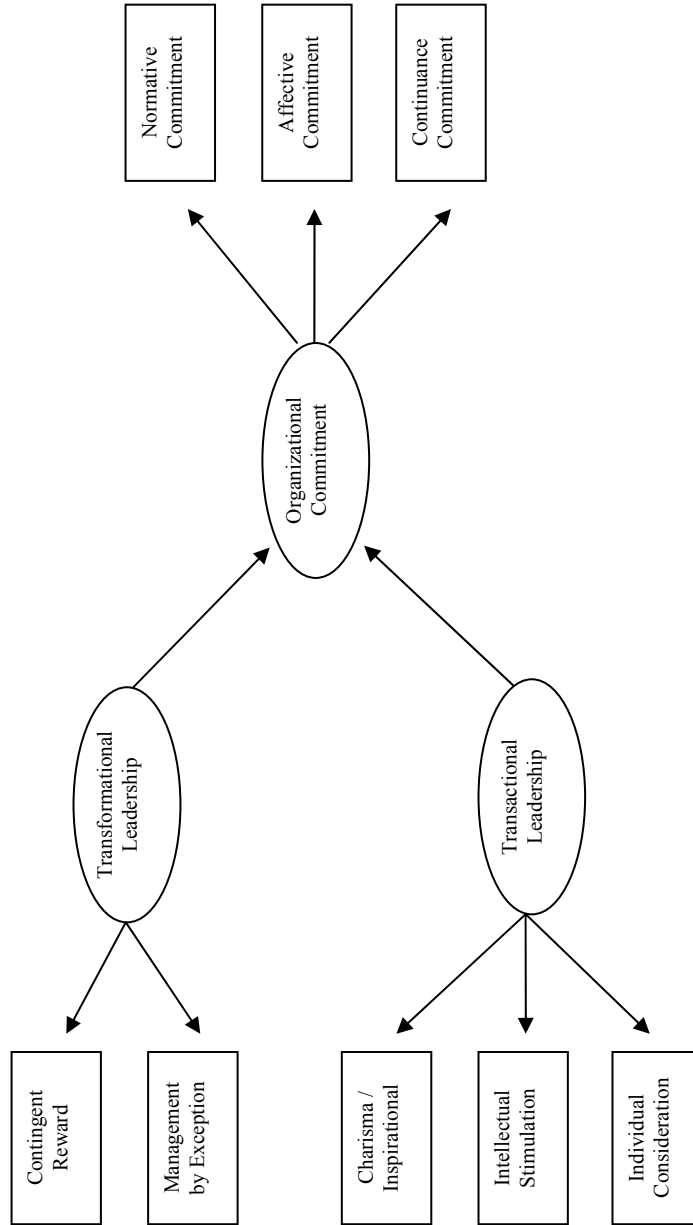 Contingent
Reward
Management
by Exception
Charisma /
Inspirational
Intellectual
Stimulation
Individual
Consideration
Transformational
Leadership
Transactional
Leadership
Organizational
Commitment
Normative
Commitment
Affective
Commitment
Continuance
Commitment